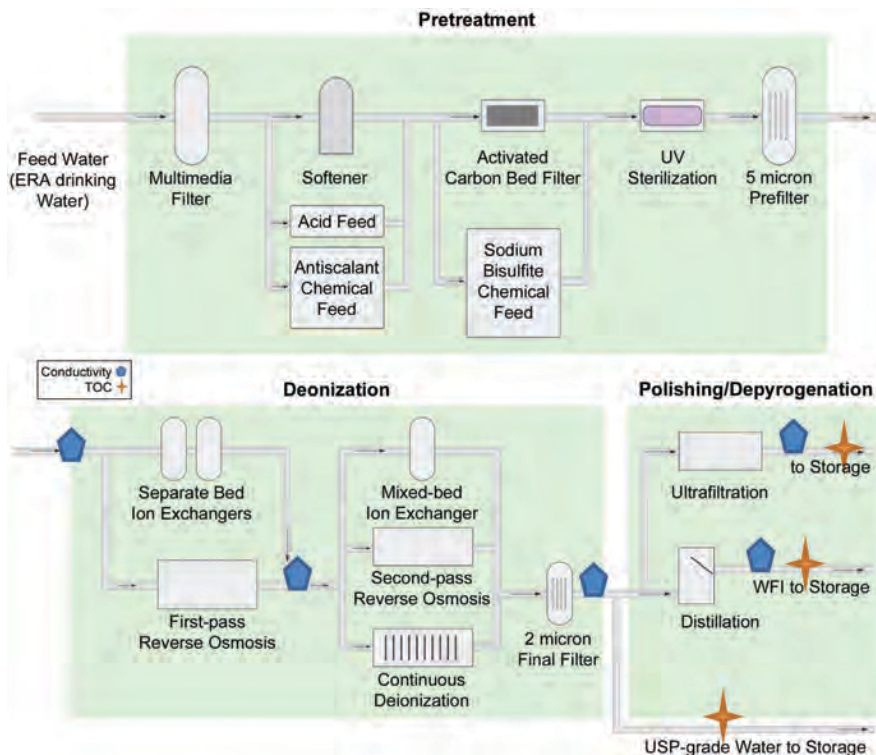 Pretreatment
Feed Water
(ERA drinking
Water)
Multimedia
Filter
Softener
Acid Feed
Antiscalant
Chemical
Feed
Activated
Carbon Bed Filter
Sodium
Bisulfite
Chemical
Feed
UV
Sterilization
5 micron
Prefilter
Conductivity
TOC
Deonization
Separate Bed
Ion Exchangers
First-pass
Reverse Osmosis
Mixed-bed
Ion Exchanger
Second-pass
Reverse Osmosis
Continuous
Deionization
2 micron
Final Filter
Polishing/Depyrogenation
Ultrafiltration
to Storage
Distillation
WFI to Storage
USP-grade Water to Storage